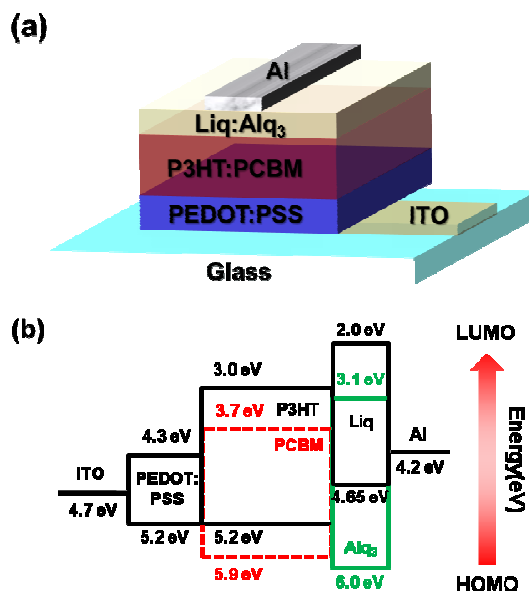 (a)
Al
Liq:Alq₃
P3HT:PCBM
PEDOT:PSS
ITO
Glass
(b)
2.0 eV
LUMO
3.0 eV
3.1 eV
3.7 eV
P3HT
4.3 eV
PCBM
Liq
Al
ITO
PEDOT:
PSS
4.2 eV
4.7 eV
4.65 eV
5.2 eV
5.2 eV
Alq₃
5.9 eV
6.0 eV
Energy(eV)
HOMO